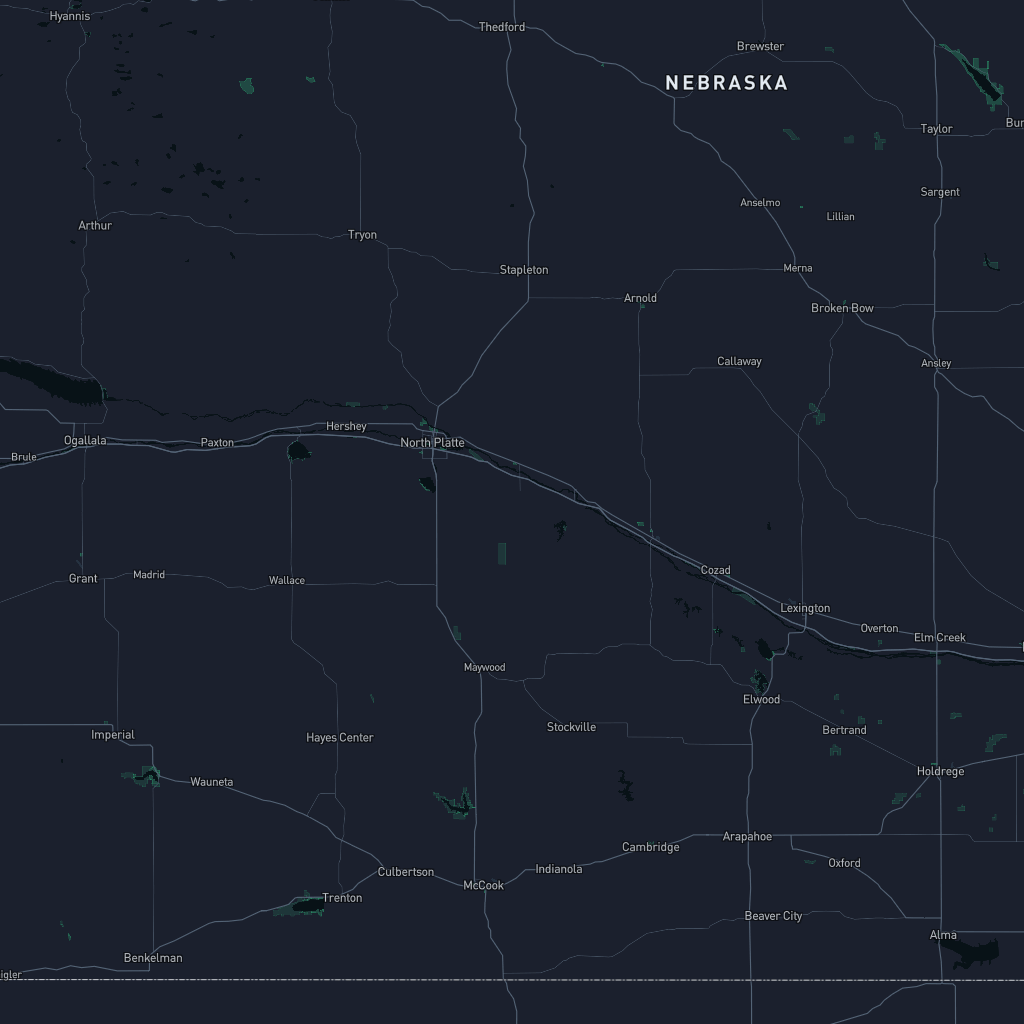 Hyannis
Thedford
Brewster
NEBRASKA
Bur
Taylor
Sargent
Anselmo
Lillian
Arthur
Tryon
Stapleton
Merna
Arnold
Broken Bow
Callaway
Ansley
Hershey
Ogallala
Paxton
North Platte
Brule
Cozad
Grant
Madrid
Wallace
Lexington
Overton
Elm Creek
Maywood
Elwood
Stockville
Bertrand
Imperial
Hayes Center
Holdrege
Wauneta
Arapahoe
Cambridge
Oxford
Indianola
Culbertson
McCook
Trenton
Beaver City
Alma
Benkelman
igler